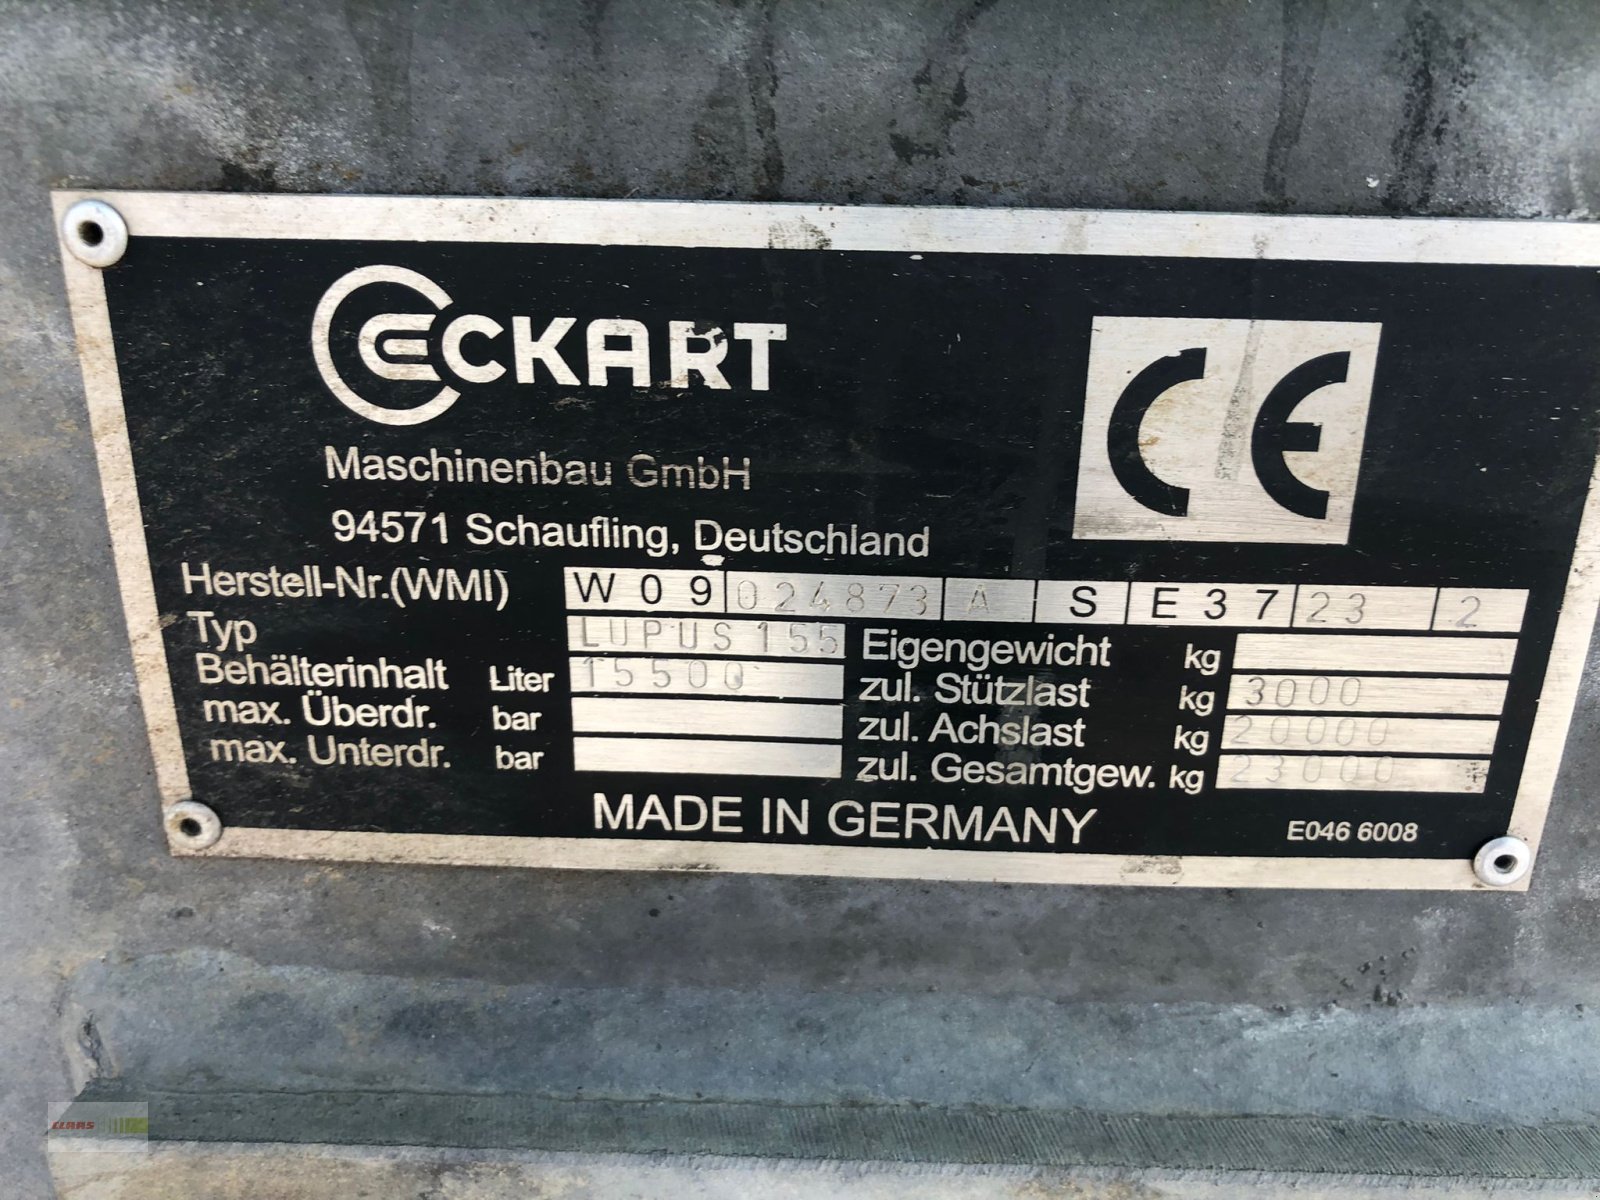 ECKART
Maschinenbau GmbH
94571 Schaufling, Deutschland
CE
Herstell-Nr.(WMI) W09 024873 A S E37 23 2
Typ LUPUS 155
Eigengewicht kg
Behälterinhalt Liter 15500
zul. Stützlast kg 3000
max. Überdr. bar
zul. Achslast kg 20000
max. Unterdr. bar
zul. Gesamtgew. kg 23000
MADE IN GERMANY
E046 6008
CLAAS